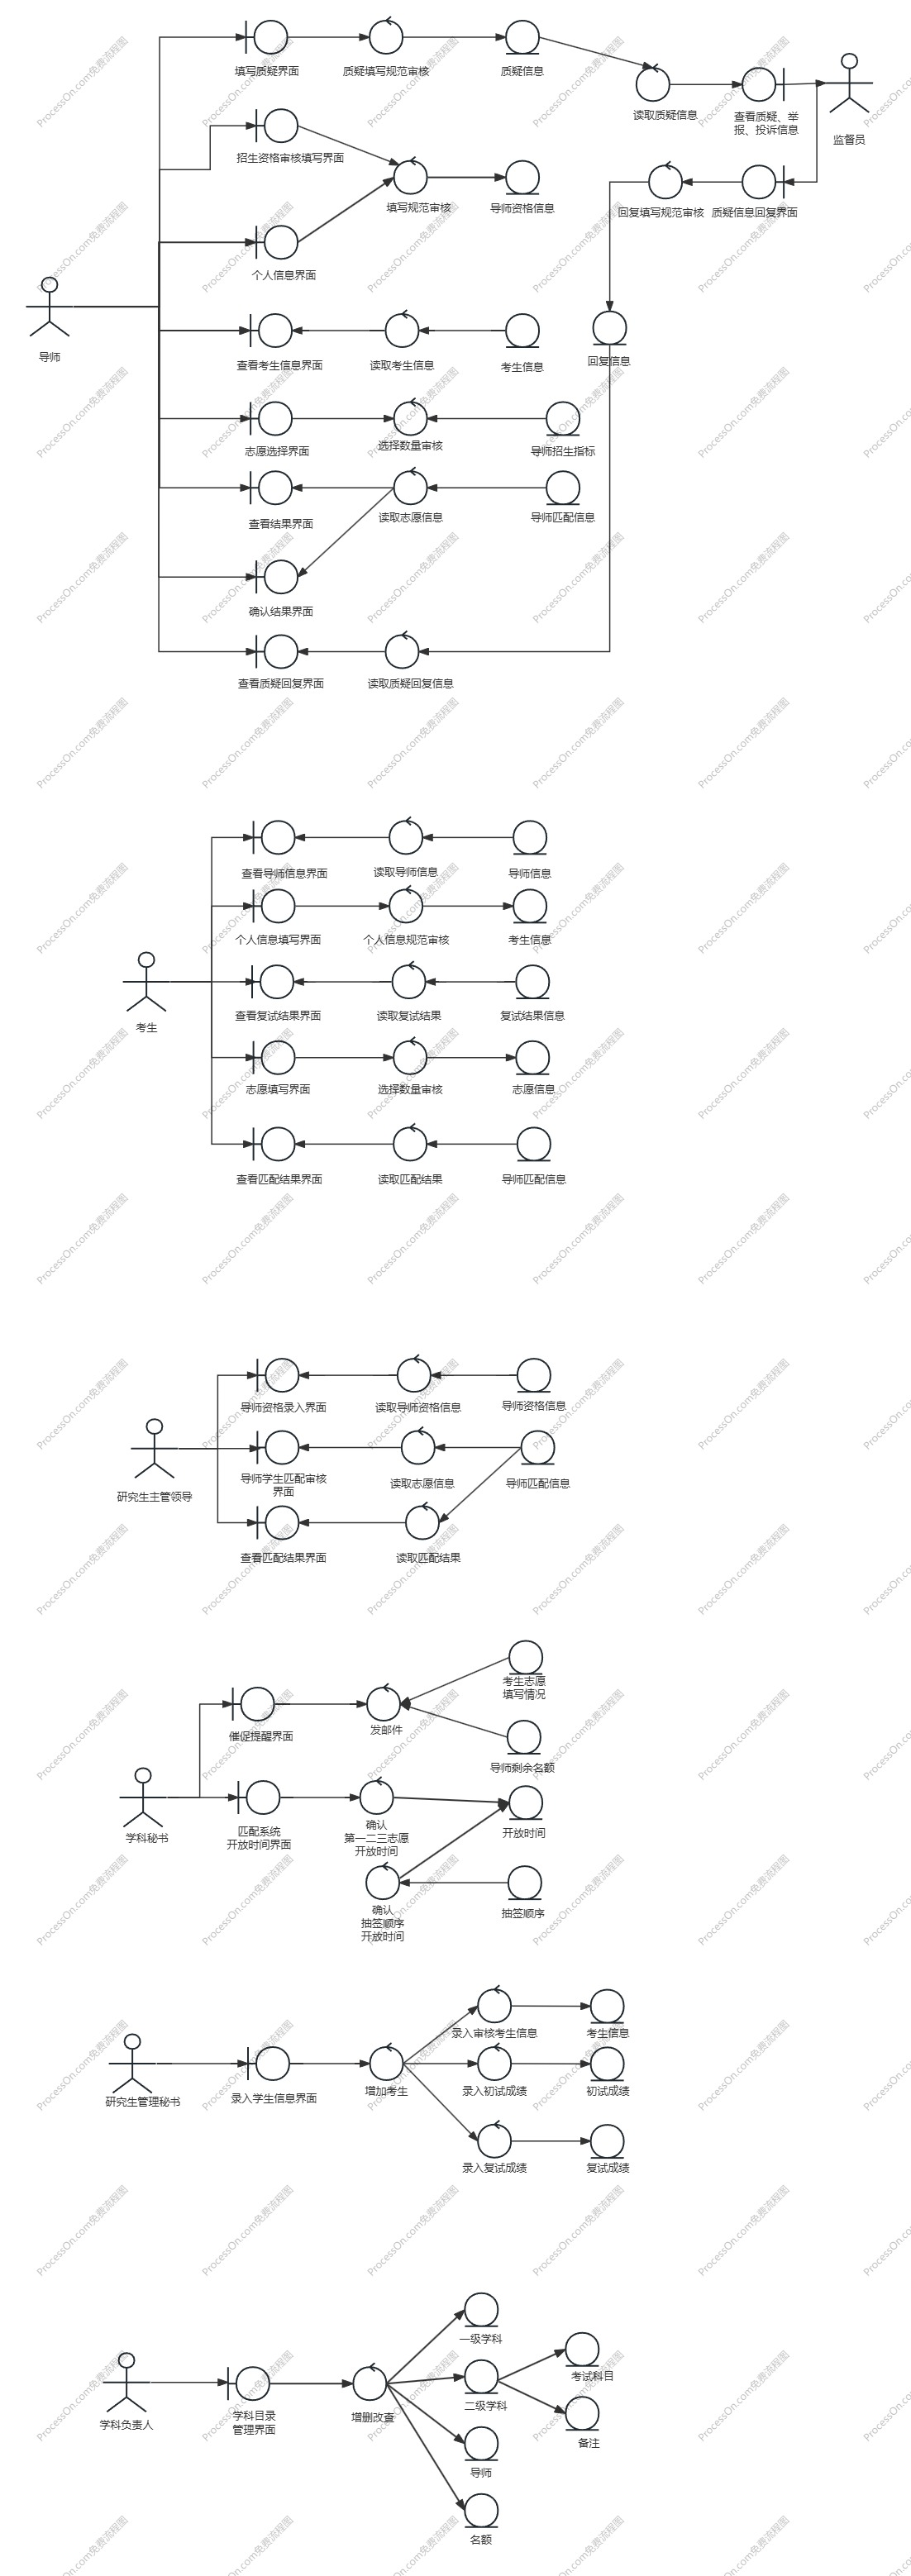 填写质疑界面
质疑填写规范审核
质疑信息
读取质疑信息
查看质疑、举
报、投诉信息
监督员
招生资格审核填写界面
填写规范审核
导师资格信息
回复填写规范审核
质疑信息回复界面
个人信息界面
导师
查看考生信息界面
读取考生信息
考生信息
回复信息
志愿选择界面
选择数量审核
导师招生指标
查看结果界面
读取志愿信息
导师匹配信息
确认结果界面
查看质疑回复界面
读取质疑回复信息
查看导师信息界面
读取导师信息
导师信息
个人信息填写界面
个人信息规范审核
考生信息
考生
查看复试结果界面
读取复试结果
复试结果信息
志愿填写界面
选择数量审核
志愿信息
查看匹配结果界面
读取匹配结果
导师匹配信息
导师资格录入界面
读取导师资格信息
导师资格信息
研究生主管领导
导师学生匹配审核
界面
读取志愿信息
导师匹配信息
查看匹配结果界面
读取匹配结果
考生志愿
填写情况
催促提醒界面
发邮件
导师剩余名额
学科秘书
匹配系统
开放时间界面
确认
第一二三志愿
开放时间
开放时间
确认
抽签顺序
开放时间
抽签顺序
录入审核考生信息
考生信息
研究生管理秘书
录入学生信息界面
增加考生
录入初试成绩
初试成绩
录入复试成绩
复试成绩
一级学科
考试科目
学科负责人
学科目录
管理界面
增删改查
二级学科
备注
导师
名额
ProcessOn.com免费流程图